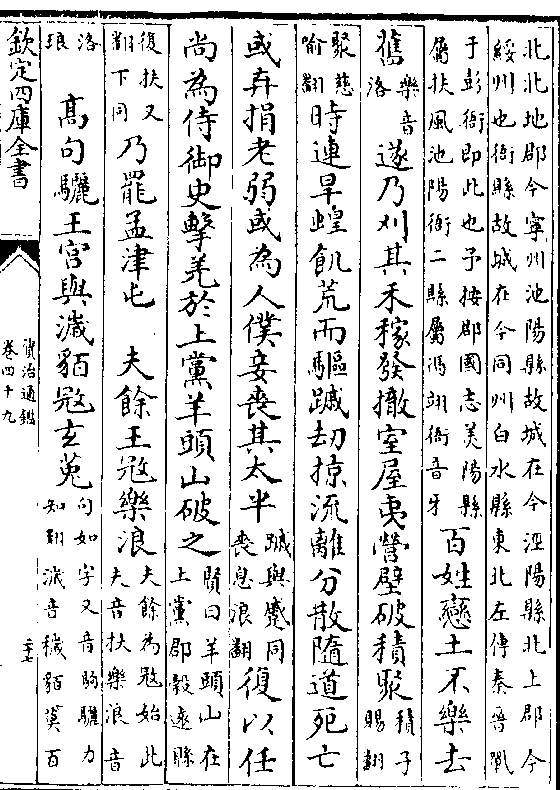 北北地郡今寧州池陽縣故城在今涇陽縣北上郡今
綏州也衙縣故城在今同州白水縣東北左傳秦晉戰
于彭衙即此也予按郡國志美陽縣
屬扶風池陽衙二縣屬馮翊衙音牙
百姓戀土不樂去
舊
樂音
洛
遂乃刈其禾稼發撤室屋夷營壁破積聚
積子
賜翻
聚慈
喻翻
時連旱蝗飢荒而驅䠞劫掠流離分散隨道死亡
或弃捐老弱或為人僕妾喪其太半
䠞與蹙同
喪息浪翻
復以任
尚為侍御史擊羌於上黨羊頭山破之
賢曰羊頭山在
上黨郡穀遠縣
復扶又
翻下同
乃罷孟津屯
夫餘王寇樂浪
夫餘為寇始此
夫音扶樂浪音
洛
琅
高句驪王宮與濊貊寇玄菟
句如字又音駒驪力
知翻濊音穢貊莫百
欽定四庫全書
資治通鑑
卷四十九
三七